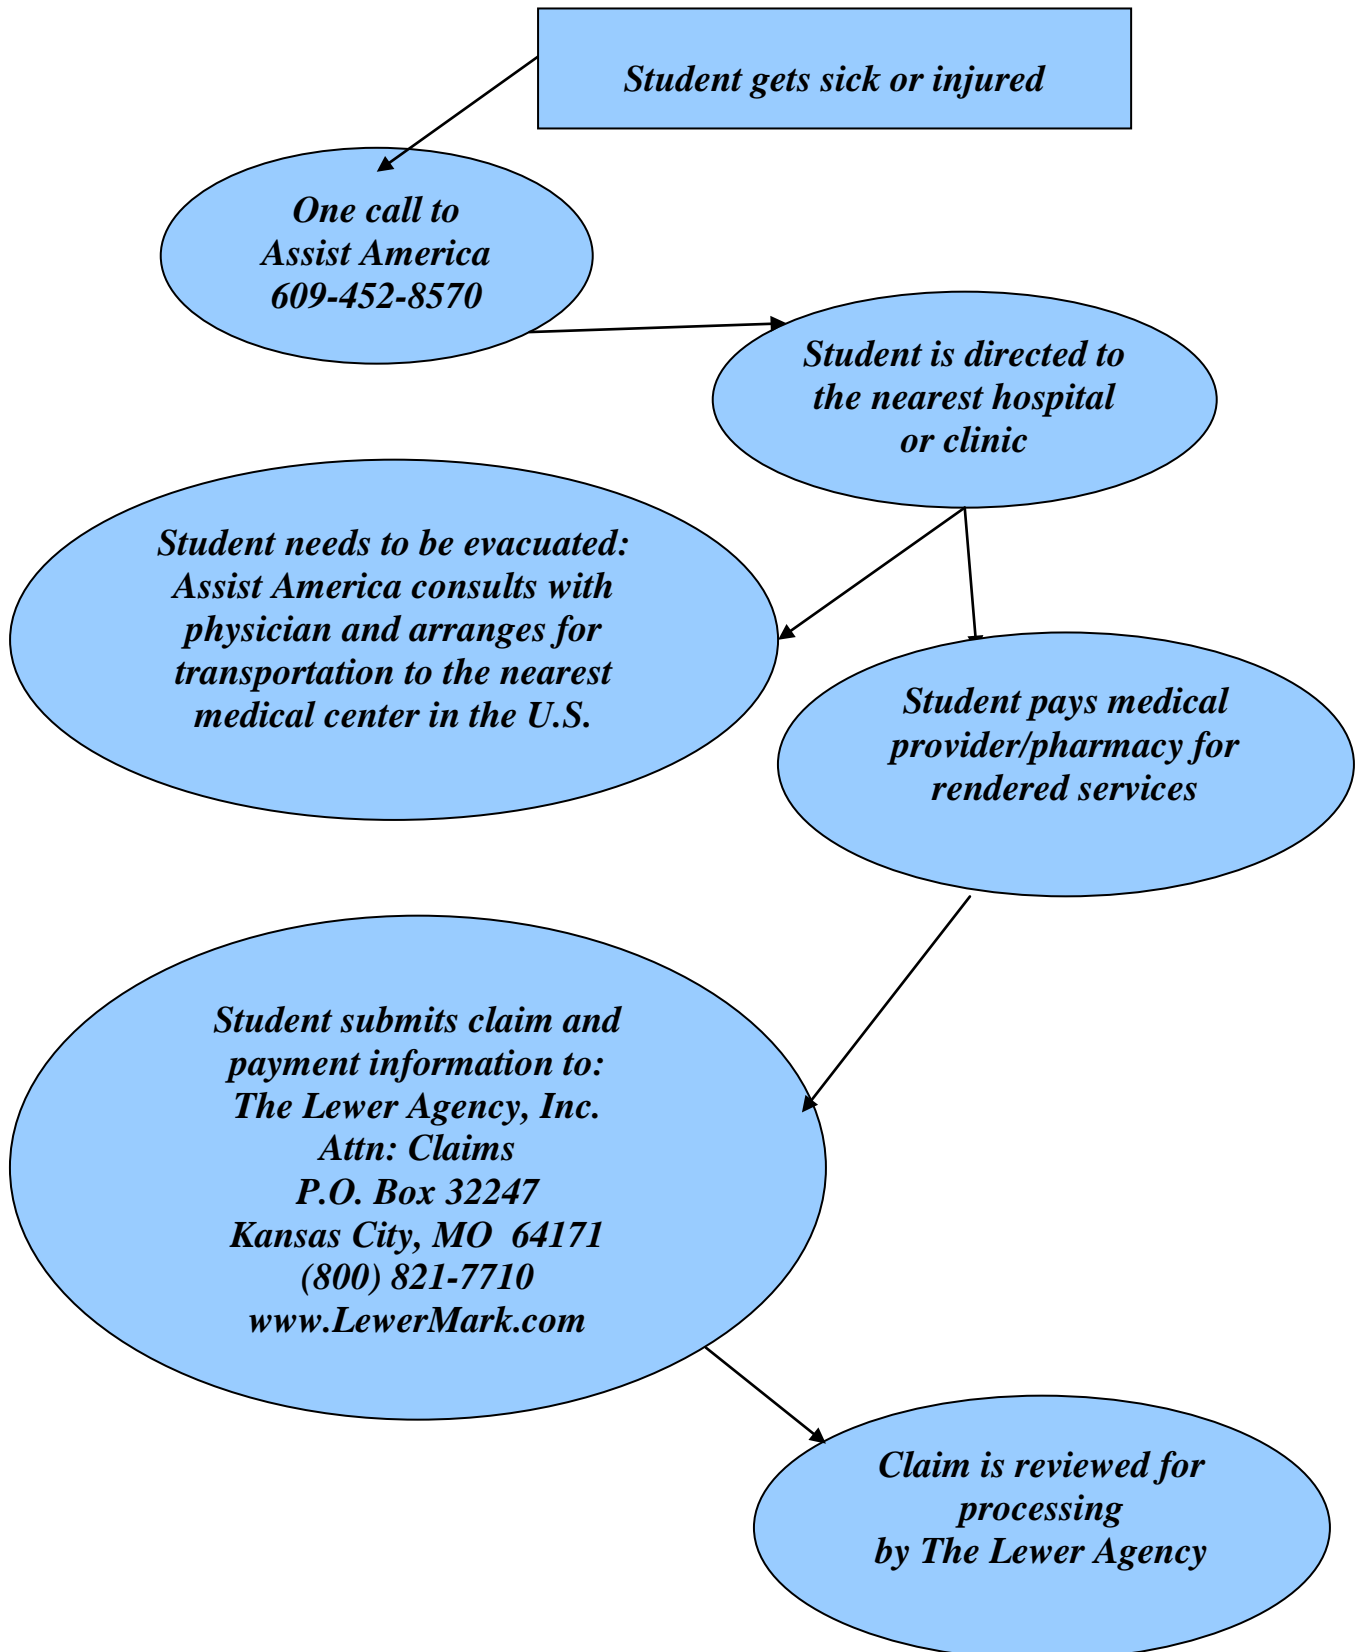 Student gets sick or injured
One call to
Assist America
609-452-8570
Student is directed to
the nearest hospital
or clinic
Student needs to be evacuated:
Assist America consults with
physician and arranges for
transportation to the nearest
medical center in the U.S.
Student pays medical
provider/pharmacy for
rendered services
Student submits claim and
payment information to:
The Lewer Agency, Inc.
Attn: Claims
P.O. Box 32247
Kansas City, MO  64171
(800) 821-7710
www.LewerMark.com
Claim is reviewed for
processing
by The Lewer Agency